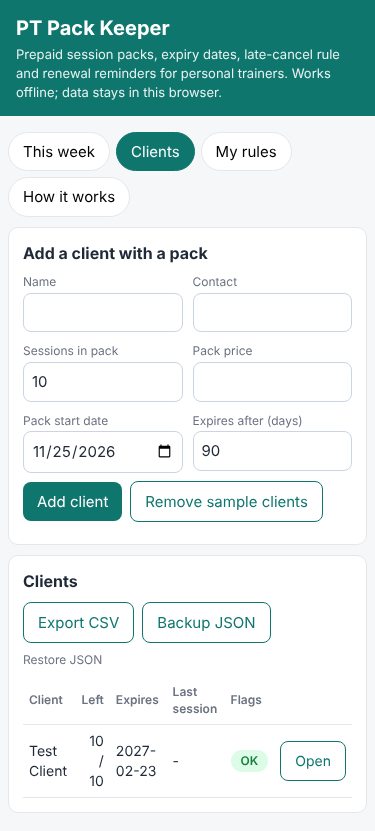 PT Pack Keeper
Prepaid session packs, expiry dates, late-cancel rule
and renewal reminders for personal trainers. Works
offline; data stays in this browser.
This week
Clients
My rules
How it works
Add a client with a pack
Name
Contact
Sessions in pack
Pack price
10
Pack start date
Expires after (days)
11/25/2026
90
Add client
Remove sample clients
Clients
Export CSV
Backup JSON
Restore JSON
Client
Left
Expires
Last
session
Flags
Test
Client
10
/
10
2027-
02-23
-
OK
Open